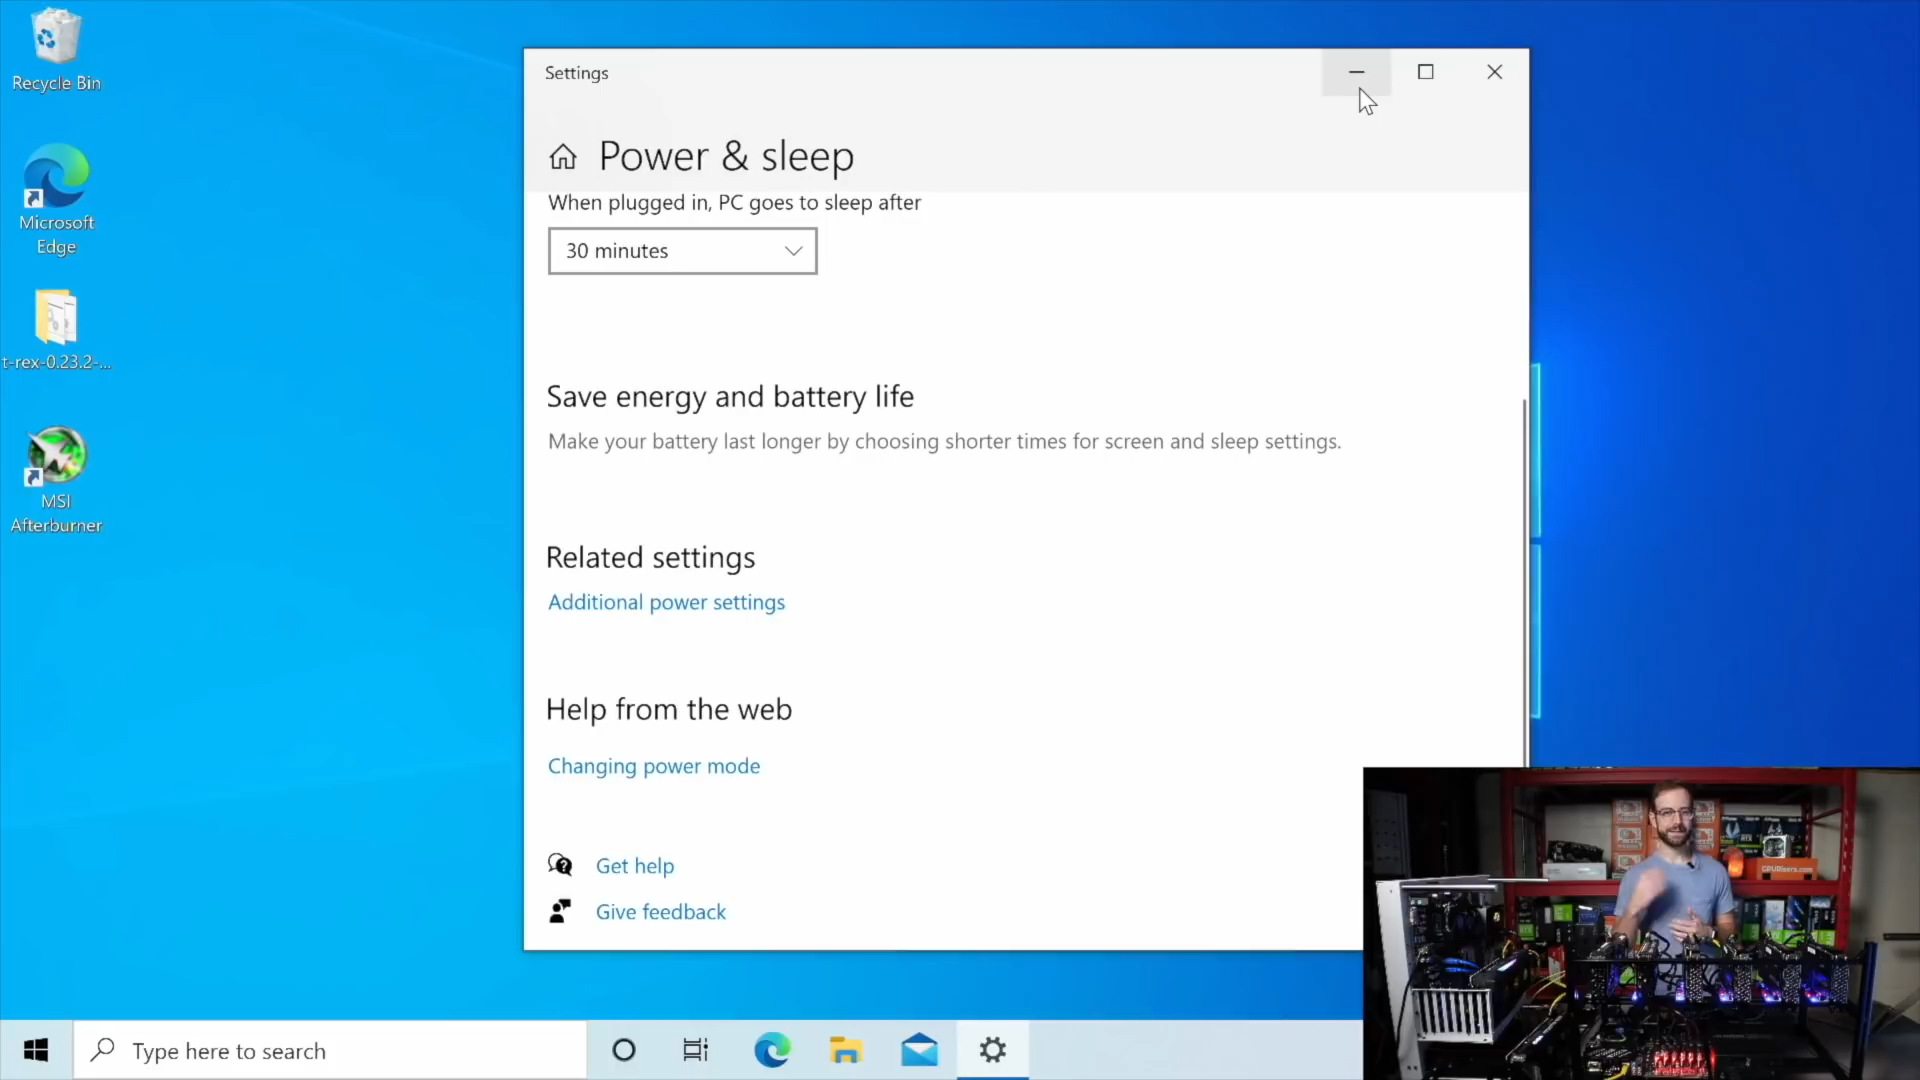 Recycle Bin
Microsoft
Edge
t-rex-0.23.2-...
MSI
Afterburner
Settings
Power & sleep
When plugged in, PC goes to sleep after
30 minutes
Save energy and battery life
Make your battery last longer by choosing shorter times for screen and sleep settings.
Related settings
Additional power settings
Help from the web
Changing power mode
Get help
Give feedback
GPURisers.com
Type here to search